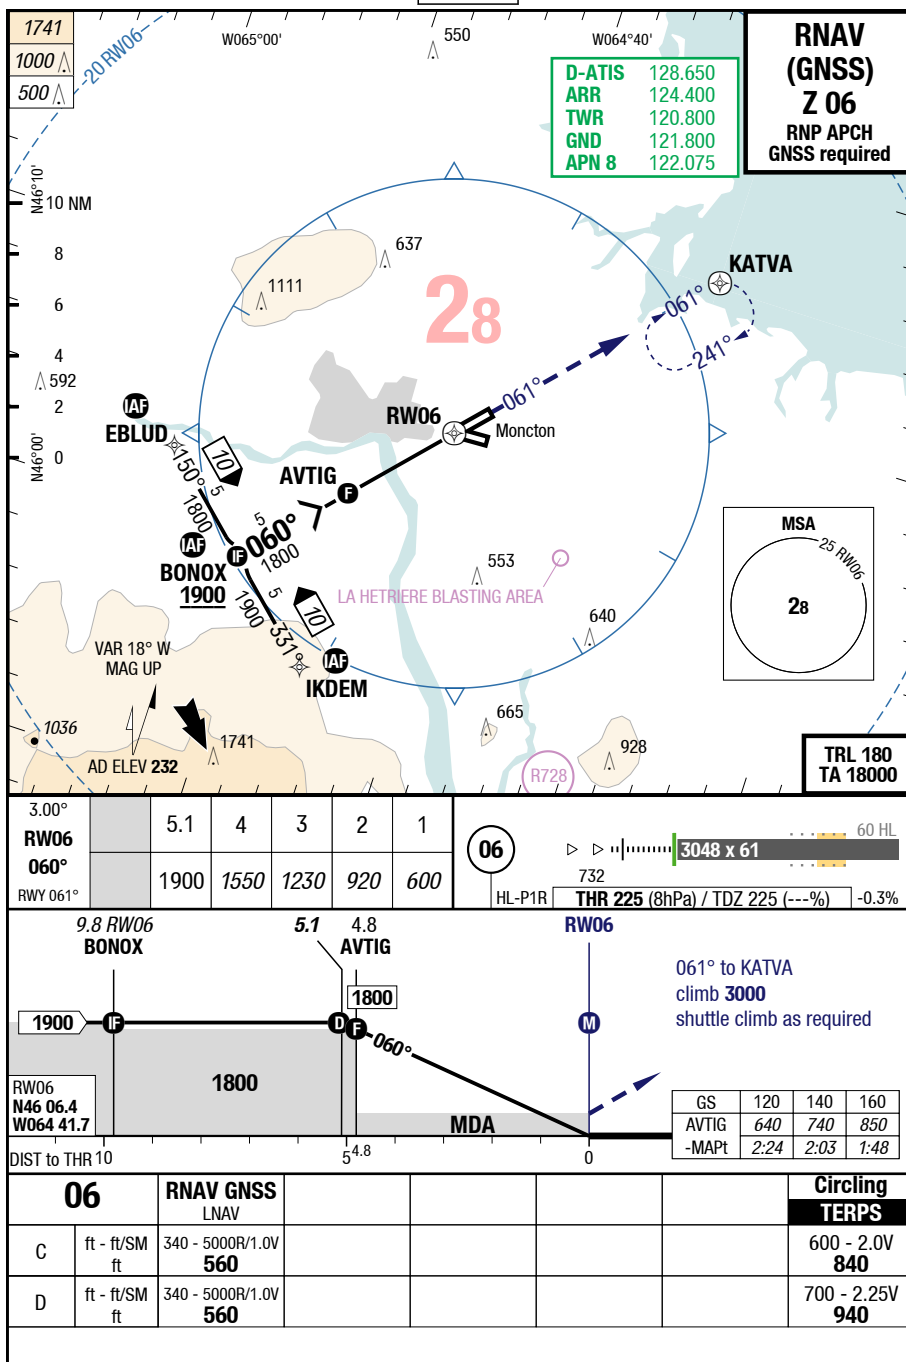 1741
1000
500
20 RW06
W065°00'
550
W064°40'
RNAV
(GNSS)
Z 06
RNP APCH
GNSS required
D-ATIS 128.650
ARR 124.400
TWR 120.800
GND 121.800
APN 8 122.075
N46°10'
10 NM
8
6
4
2
0
N46°00'
637
1111
28
KATVA
061°
241°
592
IAF
EBLUD
RW06
061°
Moncton
AVTIG
F
150°
10
5
1800
IAF
BONOX
1900
IF
060°
5
1800
5
1900
331°
10
IAF
IKDEM
553
LA HETRIERE BLASTING AREA
640
MSA
25 RW06
28
VAR 18° W
MAG UP
1036
1741
AD ELEV 232
665
928
R728
TRL 180
TA 18000
3.00°
RW06
060°
RWY 061°
5.1 4 3 2 1
1900 1550 1230 920 600
06
60 HL
3048 x 61
732
HL-P1R
THR 225 (8hPa) / TDZ 225 (---%)
-0.3%
9.8 RW06
BONOX
5.1
4.8
AVTIG
RW06
061° to KATVA
climb 3000
shuttle climb as required
1900
IF
D
F
1800
060°
M
1800
MDA
RW06
N46 06.4
W064 41.7
DIST to THR 10 5 4.8 0
GS 120 140 160
AVTIG 640 740 850
-MAPt 2:24 2:03 1:48
06
RNAV GNSS
LNAV
Circling
TERPS
C
ft - ft/SM
ft
340 - 5000R/1.0V
560
600 - 2.0V
840
D
ft - ft/SM
ft
340 - 5000R/1.0V
560
700 - 2.25V
940